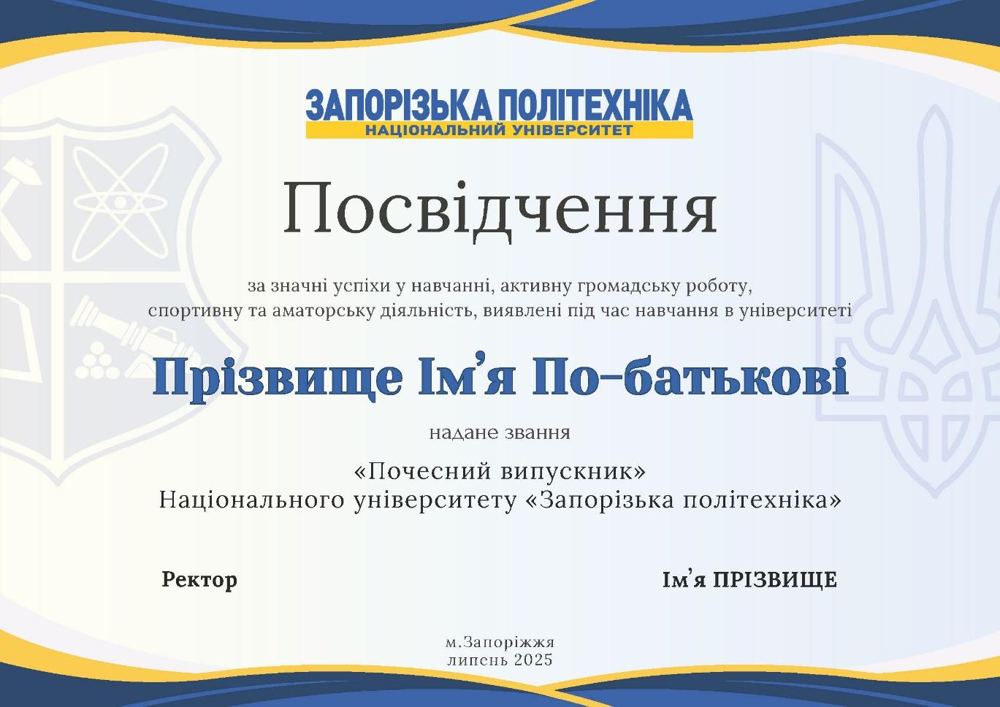 ЗАПОРІЗЬКА ПОЛІТЕХНІКА
НАЦІОНАЛЬНИЙ УНІВЕРСИТЕТ
Посвідчення
за значні успіхи у навчанні, активну громадську роботу,
спортивну та аматорську діяльність, виявлені під час навчання в університеті
Прізвище Ім’я По-батькові
надане звання
«Почесний випускник»
Національного університету «Запорізька політехніка»
Ректор Ім’я ПРІЗВИЩЕ
м.Запоріжжя
липень 2025